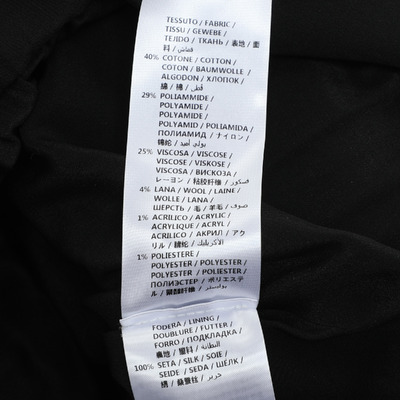 TESSUTO / FABRIC /
TISSU / GEWEBE /
TEJIDO / ТКАНЬ / 表地 / 面
料 / قماش
40% COTONE / COTTON /
COTON / BAUMWOLLE /
ALGODON / ХЛОПОК /
綿 / 棉 / قطن
29% POLIAMMIDE /
POLYAMIDE /
POLYAMIDE /
POLYAMID / POLIAMIDA /
ПОЛИАМИД / ナイロン /
锦纶 / بولي أميد
25% VISCOSA / VISCOSE /
VISCOSE / VISKOSE /
VISCOSA / ВИСКОЗА /
レーヨン / 粘胶纤维 / فسكوز
4% LANA / WOOL / LAINE /
WOLLE / LANA /
ШЕРСТЬ / 毛 / 羊毛 / صوف
1% ACRILICO / ACRYLIC /
ACRYLIQUE / ACRYL /
ACRILICO / АКРИЛ / アク
リル / 腈纶 / الأكريليك
1% POLIESTERE /
POLYESTER / POLYESTER /
POLYESTER / POLIESTER /
ПОЛИЭСТЕР / ポリエステ
ル / 聚酯纤维 / بوليستر
FODERA / LINING /
DOUBLURE / FUTTER /
FORRO / ПОДКЛАДКА /
裏地 / 里料 / البطانة
100% SETA / SILK / SOIE /
SEIDE / SEDA / ШЁЛК /
絹 / 桑蚕丝 / حرير